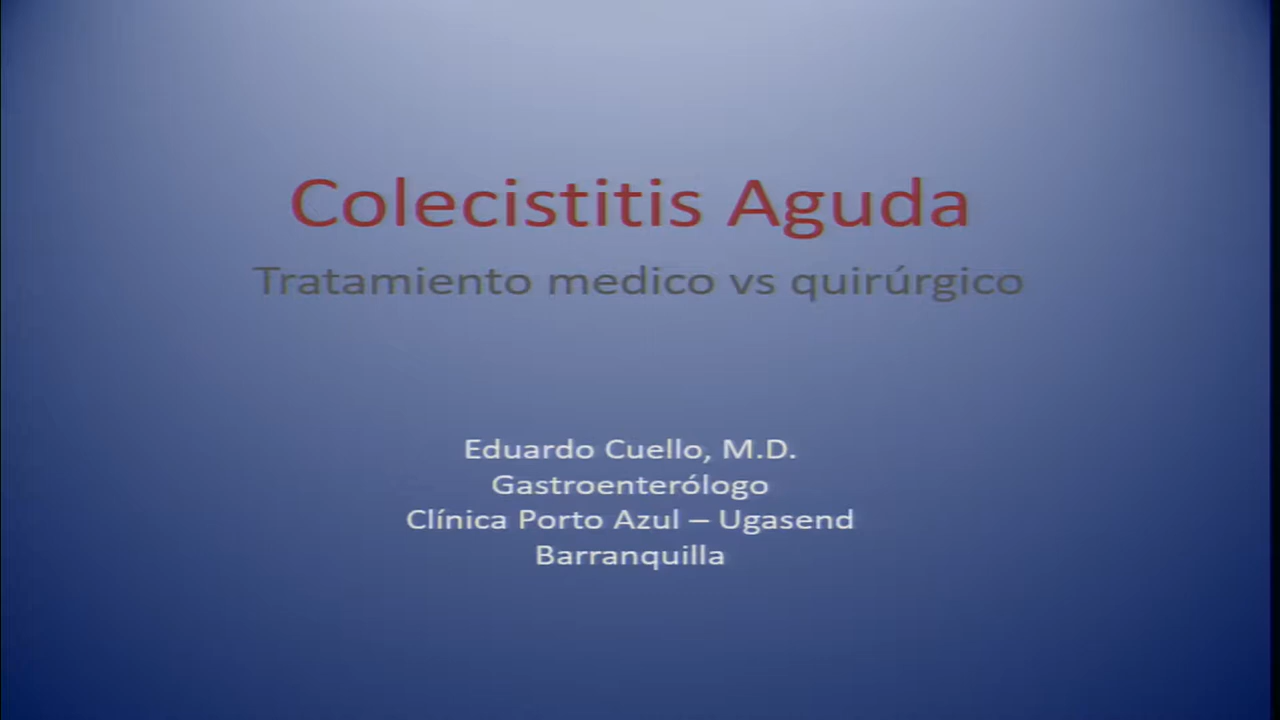 Colecistitis Aguda
Tratamiento medico vs quirúrgico
Eduardo Cuello, M.D.
Gastroenterólogo
Clínica Porto Azul – Ugasend
Barranquilla